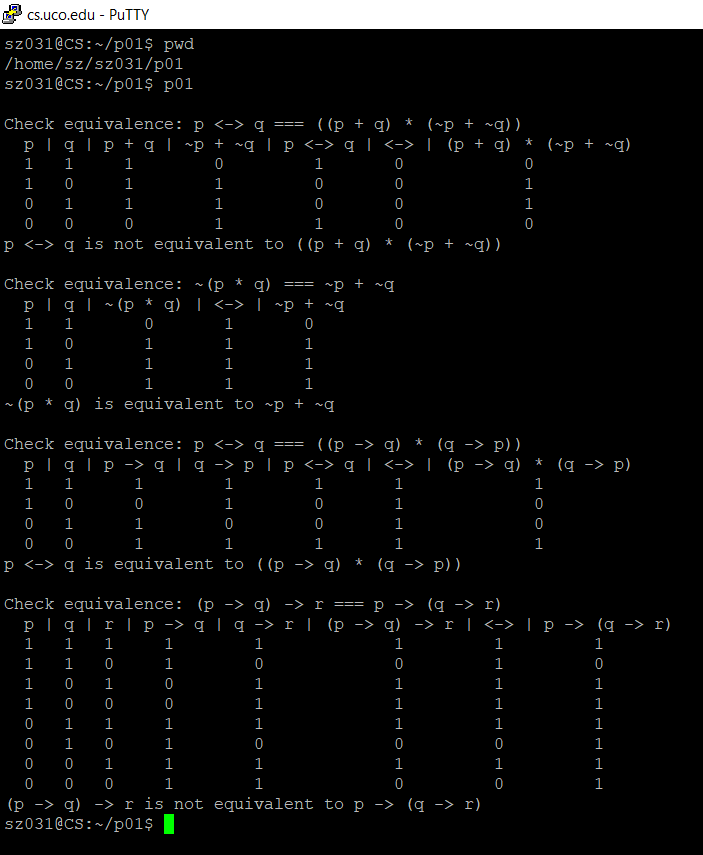 cs.uco.edu - PuTTY
sz031@CS:~/p01$ pwd
/home/sz/sz031/p01
sz031@CS:~/p01$ p01
Check equivalence: p <-> q === ((p + q) * (~p + ~q))
  p | q | p + q | ~p + ~q | p <-> q | <-> | (p + q) * (~p + ~q)
  1   1     1        0         1       0            0
  1   0     1        1         0       0            1
  0   1     1        1         0       0            1
  0   0     0        1         1       0            0
p <-> q is not equivalent to ((p + q) * (~p + ~q))
Check equivalence: ~(p * q) === ~p + ~q
  p | q | ~(p * q) | <-> | ~p + ~q
  1   1       0       1       0
  1   0       1       1       1
  0   1       1       1       1
  0   0       1       1       1
~(p * q) is equivalent to ~p + ~q
Check equivalence: p <-> q === ((p -> q) * (q -> p))
  p | q | p -> q | q -> p | p <-> q | <-> | (p -> q) * (q -> p)
  1   1      1        1        1       1             1
  1   0      0        1        0       1             0
  0   1      1        0        0       1             0
  0   0      1        1        1       1             1
p <-> q is equivalent to ((p -> q) * (q -> p))
Check equivalence: (p -> q) -> r === p -> (q -> r)
  p | q | r | p -> q | q -> r | (p -> q) -> r | <-> | p -> (q -> r)
  1   1   1     1        1             1         1         1
  1   1   0     1        0             0         1         0
  1   0   1     0        1             1         1         1
  1   0   0     0        1             1         1         1
  0   1   1     1        1             1         1         1
  0   1   0     1        0             0         0         1
  0   0   1     1        1             1         1         1
  0   0   0     1        1             0         0         1
(p -> q) -> r is not equivalent to p -> (q -> r)
sz031@CS:~/p01$